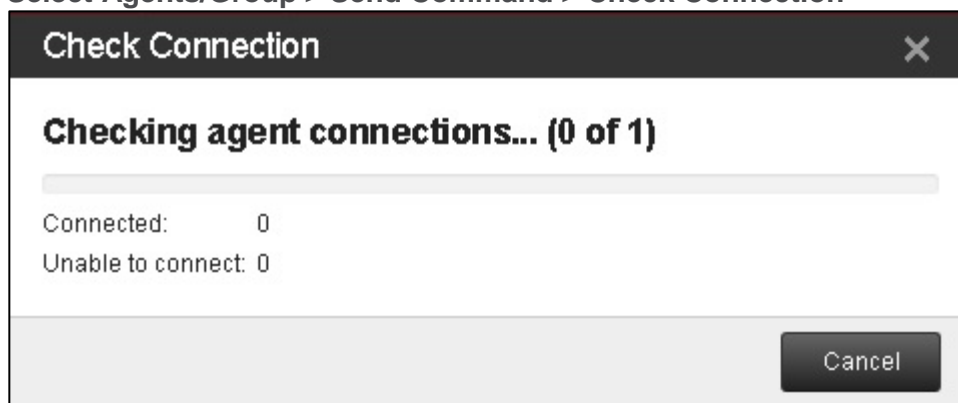 Select Agents/Group > Send Command > Check Connection
Check Connection
Checking agent connections... (0 of 1)
Connected: 0
Unable to connect: 0
Cancel